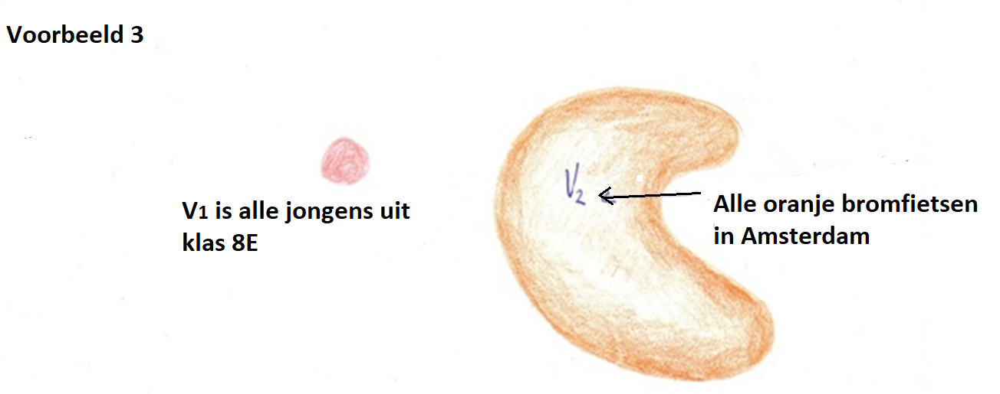 Voorbeeld 3
V1 is alle jongens uit
klas 8E
V2
Alle oranje bromfietsen
in Amsterdam